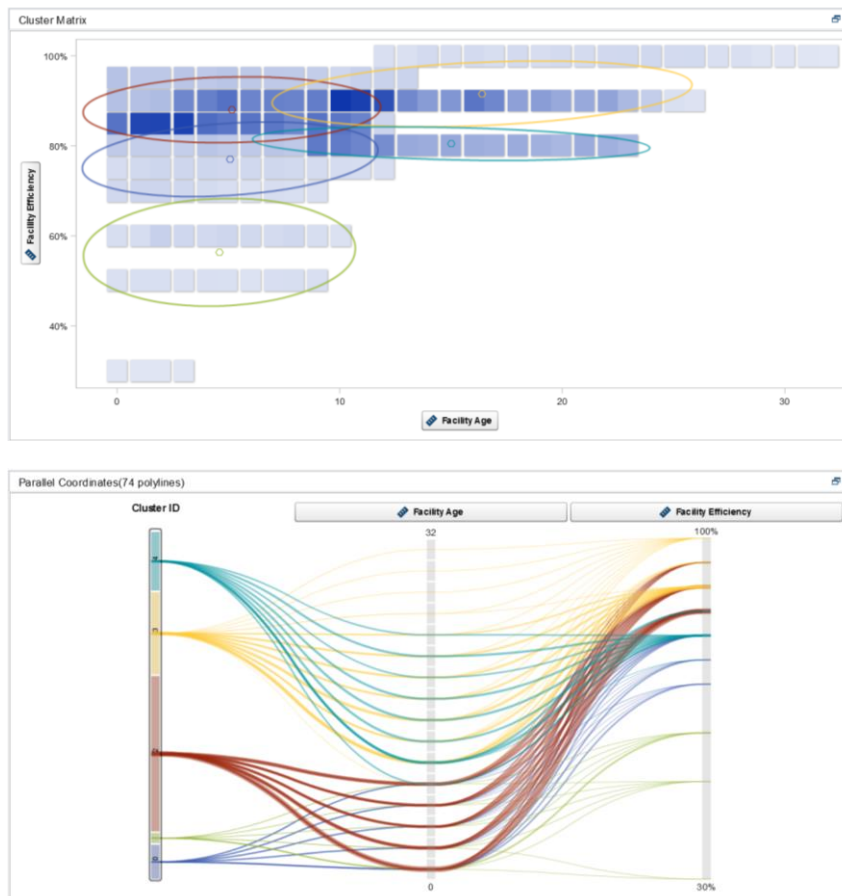 Cluster Matrix
100%
80%
60%
40%
Facility Efficiency
0
10
20
30
Facility Age
Parallel Coordinates(74 polylines)
Cluster ID
Facility Age
Facility Efficiency
32
100%
0
30%